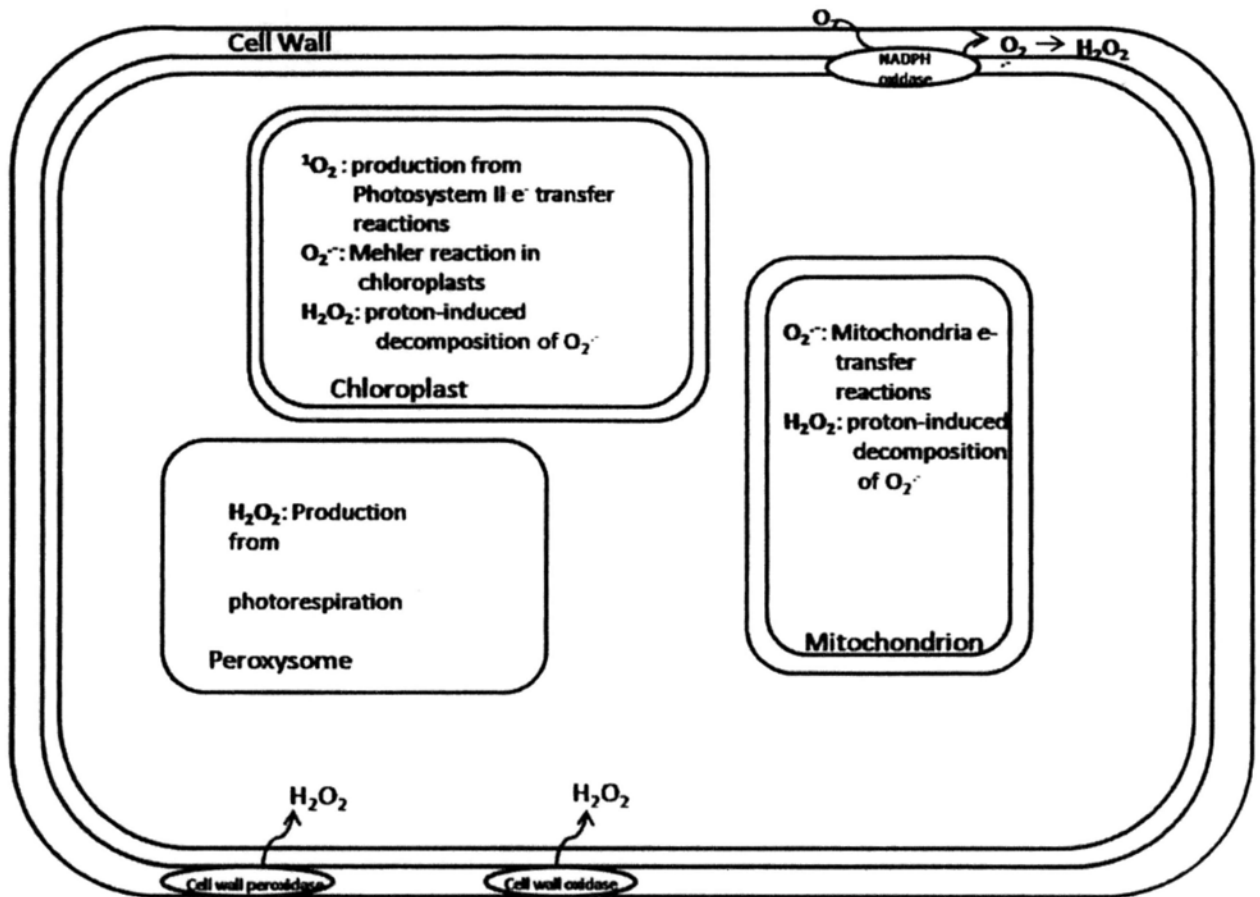 Cell Wall
O₂
NADPH
oxidase
O₂·⁻ → H₂O₂
¹O₂ : production from
Photosystem II e⁻ transfer
reactions
O₂·⁻: Mehler reaction in
chloroplasts
H₂O₂: proton-induced
decomposition of O₂·⁻
Chloroplast
O₂·⁻: Mitochondria e-
transfer
reactions
H₂O₂: proton-induced
decomposition
of O₂·⁻
Mitochondrion
H₂O₂: Production
from
photorespiration
Peroxysome
H₂O₂
H₂O₂
Cell wall peroxidase
Cell wall oxidase